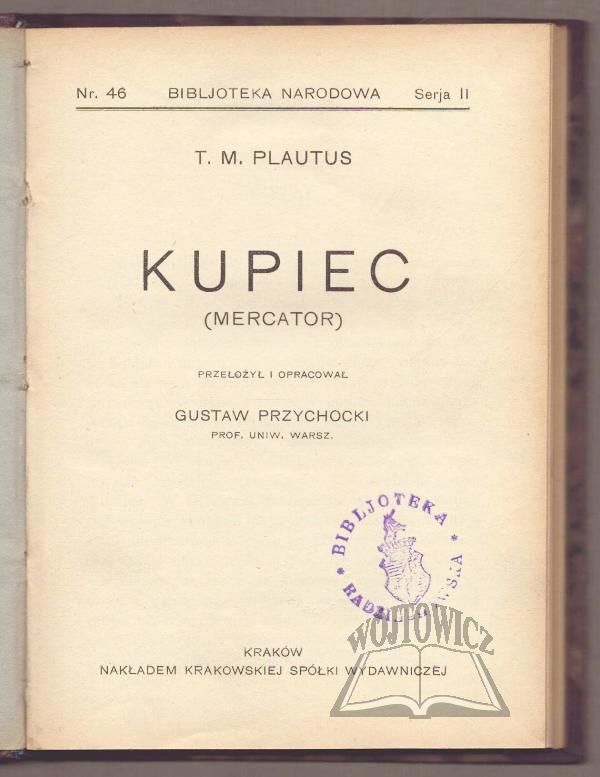 Nr. 46 BIBLJOTEKA NARODOWA Serja II
T. M. PLAUTUS
KUPIEC
(MERCATOR)
PRZEŁOŻYŁ I OPRACOWAŁ
GUSTAW PRZYCHOCKI
PROF. UNIW. WARSZ.
* BIBLJOTEKA *
KRAKÓW
NAKŁADEM KRAKOWSKIEJ SPÓŁKI WYDAWNICZEJ
WÓJTOWICZ